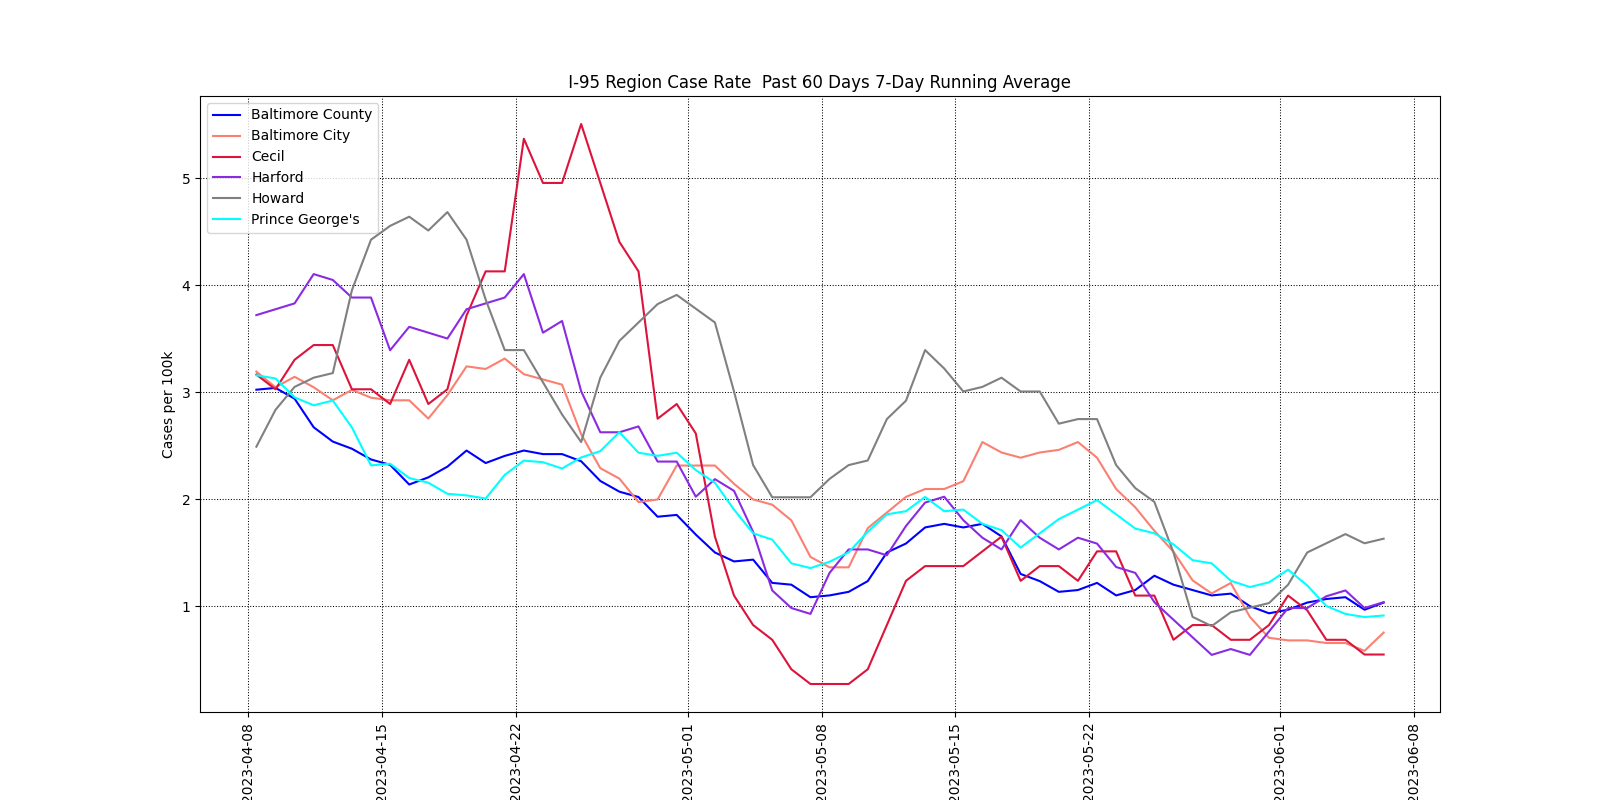 I-95 Region Case Rate  Past 60 Days 7-Day Running Average
Baltimore County
Baltimore City
Cecil
Harford
Howard
Prince George's
Cases per 100k
5
4
3
2
1
2023-04-08
2023-04-15
2023-04-22
2023-05-01
2023-05-08
2023-05-15
2023-05-22
2023-06-01
2023-06-08